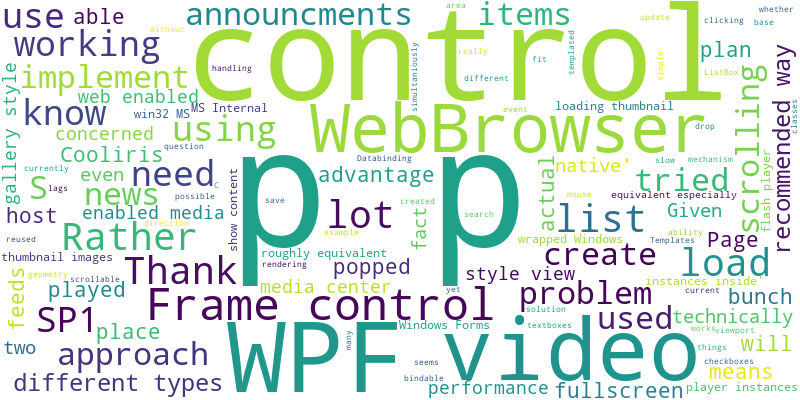 use able announcments control items whether
clicking base
working plan
implement web enabled MS Internal ListBox
know win32 MS WebBrowser loading thumbnail
concerned using event
Cooliris question drop
even need Databinding tried
S news advantage actual native'
currently slow mechanism
lags possible C save fact list equivalent especially
host enabled media lot created wrapped Windows Given ability
Rather p p search create Page
thumbnail images roughly equivalent style view load
reused Thank rendering popped yet instances inside'
geometry scrollable media center problem current bunch
played Frame control solution used technically
SP1 place Windows Forms textboxes works viewport
two WPF video things will
approach many seems checkboxes means
different types bindable performance fullscreen player instances
gallery style
feeds
show content
handling
direction
example
without
area
update
really
simple
different
fit
templated
simultaniously
mouse
Templates
scrolling
flash player
recommended way
classes